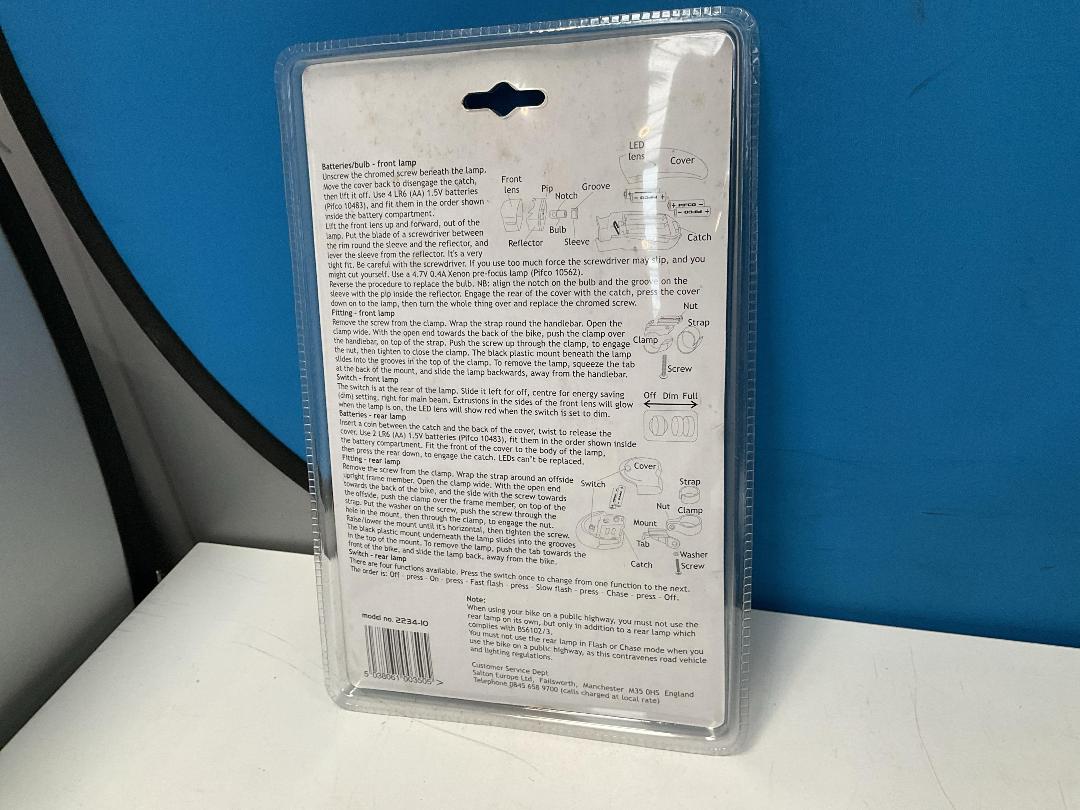 Batteries/bulb - front lamp
Unscrew the chromed screw beneath the lamp.
Move the cover back to disengage the catch,
then lift it off. Use 4 LR6 (AA) 1.5V batteries
(Pifco 10483), and fit them in the order shown
inside the battery compartment.
Lift the front lens up and forward, out of the
lamp. Put the blade of a screwdriver between
the rim round the sleeve and the reflector, and
lever the sleeve from the reflector. It's a very
tight fit. Be careful with the screwdriver. If you use too much force the screwdriver may slip, and you
might cut yourself. Use a 4.7V 0.4A Xenon pre-focus lamp (Pifco 10562).
Reverse the procedure to replace the bulb. NB: align the notch on the bulb and the groove on the
sleeve with the pip inside the reflector. Engage the rear of the cover with the catch, press the cover
down on to the lamp, then turn the whole thing over and replace the chromed screw.
LED
lens
Cover
Front
lens
Pip
Notch
Groove
Bulb
Reflector
Sleeve
Catch
PIFCO
PIFCO
PIFCO
Fitting - front lamp
Remove the screw from the clamp. Wrap the strap round the handlebar. Open the
clamp wide. With the open end towards the back of the bike, push the clamp over
the handlebar, on top of the strap. Push the screw up through the clamp, to engage
the nut, then tighten to close the clamp. The black plastic mount beneath the lamp
slides into the grooves in the top of the clamp. To remove the lamp, squeeze the tab
at the back of the mount, and slide the lamp backwards, away from the handlebar.
Nut
Strap
Clamp
Screw
Switch - front lamp
The switch is at the rear of the lamp. Slide it left for off, centre for energy saving
(dim) setting, right for main beam. Extrusions in the sides of the front lens will glow
when the lamp is on, the LED lens will show red when the switch is set to dim.
Off Dim Full
Batteries - rear lamp
Insert a coin between the catch and the back of the cover, twist to release the
cover. Use 2 LR6 (AA) 1.5V batteries (Pifco 10483), fit them in the order shown inside
the battery compartment. Fit the front of the cover to the body of the lamp,
then press the rear down, to engage the catch. LEDs can't be replaced.
Fitting - rear lamp
Remove the screw from the clamp. Wrap the strap around an offside
upright frame member. Open the clamp wide. With the open end
towards the back of the bike, and the side with the screw towards
the offside, push the clamp over the frame member, on top of the
strap. Put the washer on the screw, push the screw through the
hole in the mount, then through the clamp, to engage the nut.
Raise/lower the mount until it's horizontal, then tighten the screw.
The black plastic mount underneath the lamp slides into the grooves
in the top of the mount. To remove the lamp, push the tab towards the
front of the bike, and slide the lamp back, away from the bike.
Cover
Switch
Strap
Nut
Clamp
Mount
Tab
Washer
Catch
Screw
Switch - rear lamp
There are four functions available. Press the switch once to change from one function to the next.
The order is: Off - press - On - press - Fast flash - press - Slow flash - press - Chase - press - Off.
Note:
When using your bike on a public highway, you must not use the
rear lamp on its own, but only in addition to a rear lamp which
complies with BS6102/3.
You must not use the rear lamp in Flash or Chase mode when you
use the bike on a public highway, as this contravenes road vehicle
and lighting regulations.
model no. 2234-IO
5 038061 003505 >
Customer Service Dept
Salton Europe Ltd, Failsworth, Manchester M35 0HS England
Telephone 0845 658 9700 (calls charged at local rate)